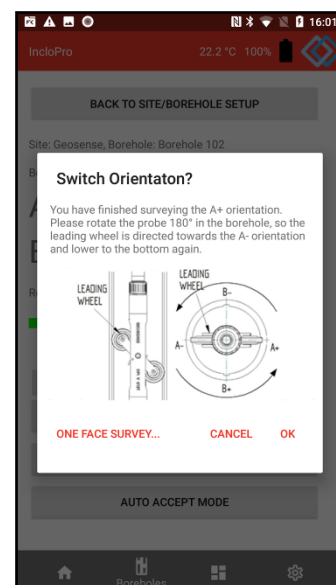 16:01
IncloPro 22.2 °C 100%
BACK TO SITE/BOREHOLE SETUP
Site: Geosense, Borehole: Borehole 102
Switch Orientaton?
You have finished surveying the A+ orientation.
Please rotate the probe 180° in the borehole, so the
leading wheel is directed towards the A- orientation
and lower to the bottom again.
LEADING
WHEEL
LEADING
WHEEL
B-
A-
A+
B+
ONE FACE SURVEY...
CANCEL
OK
AUTO ACCEPT MODE
Boreholes